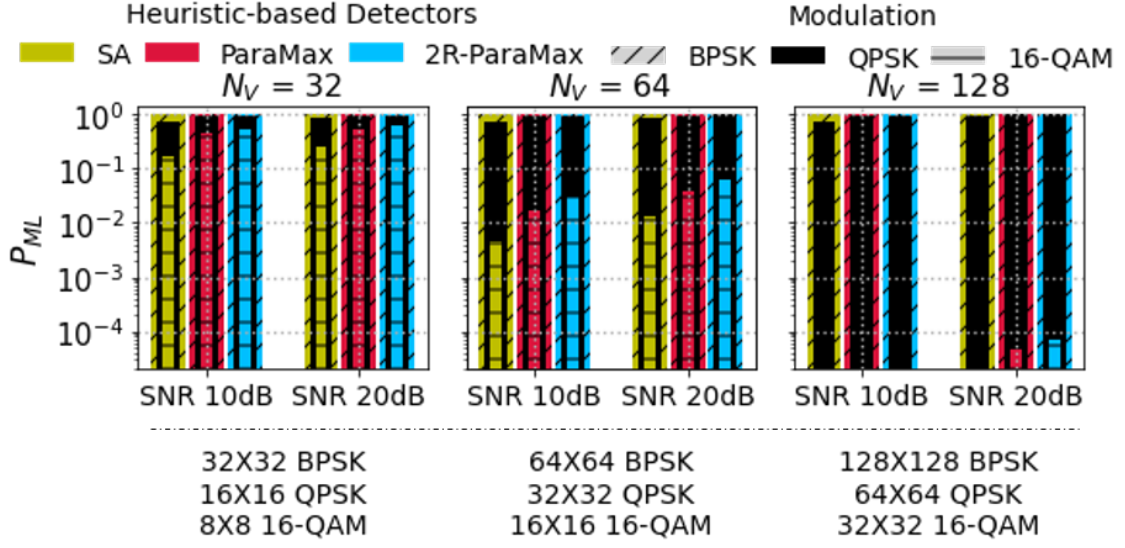 Heuristic-based Detectors Modulation
SA ParaMax 2R-ParaMax BPSK QPSK 16-QAM
N_V = 32 N_V = 64 N_V = 128
P_ML
10^0
10^-1
10^-2
10^-3
10^-4
SNR 10dB SNR 20dB SNR 10dB SNR 20dB SNR 10dB SNR 20dB
32X32 BPSK 64X64 BPSK 128X128 BPSK
16X16 QPSK 32X32 QPSK 64X64 QPSK
8X8 16-QAM 16X16 16-QAM 32X32 16-QAM